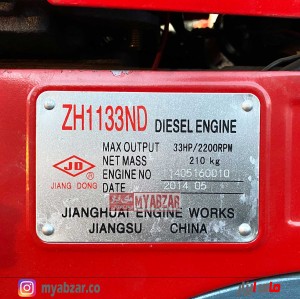 ZH1133ND DIESEL ENGINE
JD
JIANG DONG
MAX OUTPUT 33HP/2200RPM
NET MASS 210 kg
ENGINE NO 11405160010
DATE 2014 05
MYABZAR
JIANGHUAI ENGINE WORKS
JIANGSU CHINA
myabzar.co